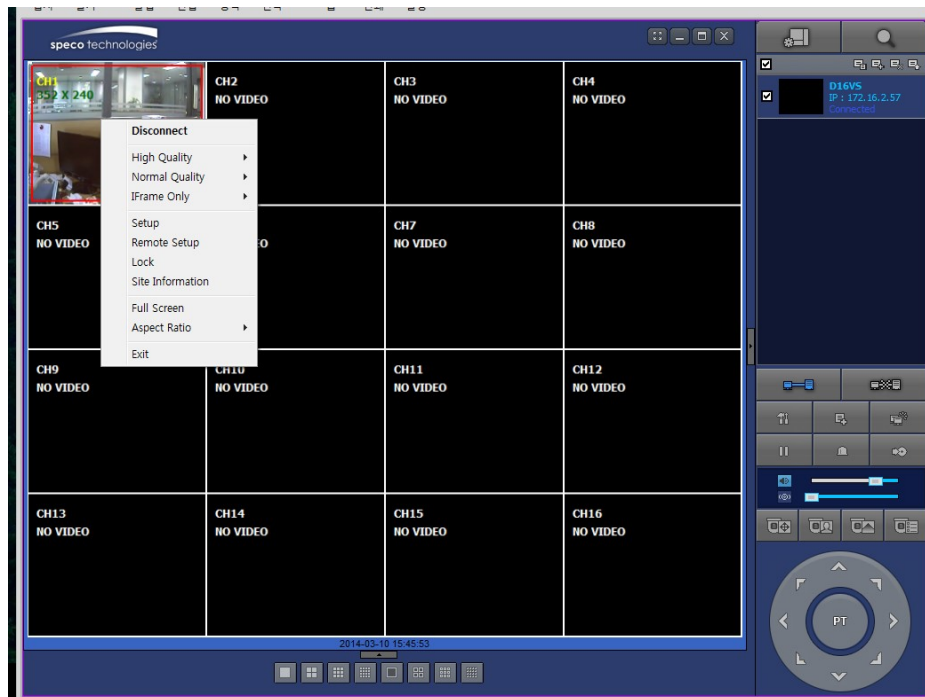 speco technologies
CH1
352 X 240
CH2
NO VIDEO
CH3
NO VIDEO
CH4
NO VIDEO
Disconnect
High Quality
Normal Quality
IFrame Only
Setup
Remote Setup
Lock
Site Information
Full Screen
Aspect Ratio
Exit
CH5
NO VIDEO
CH7
NO VIDEO
CH8
NO VIDEO
CH9
NO VIDEO
CH10
NO VIDEO
CH11
NO VIDEO
CH12
NO VIDEO
CH13
NO VIDEO
CH14
NO VIDEO
CH15
NO VIDEO
CH16
NO VIDEO
2014-03-10 15:45:53
D16VS
IP : 172.16.2.57
Connected
PT